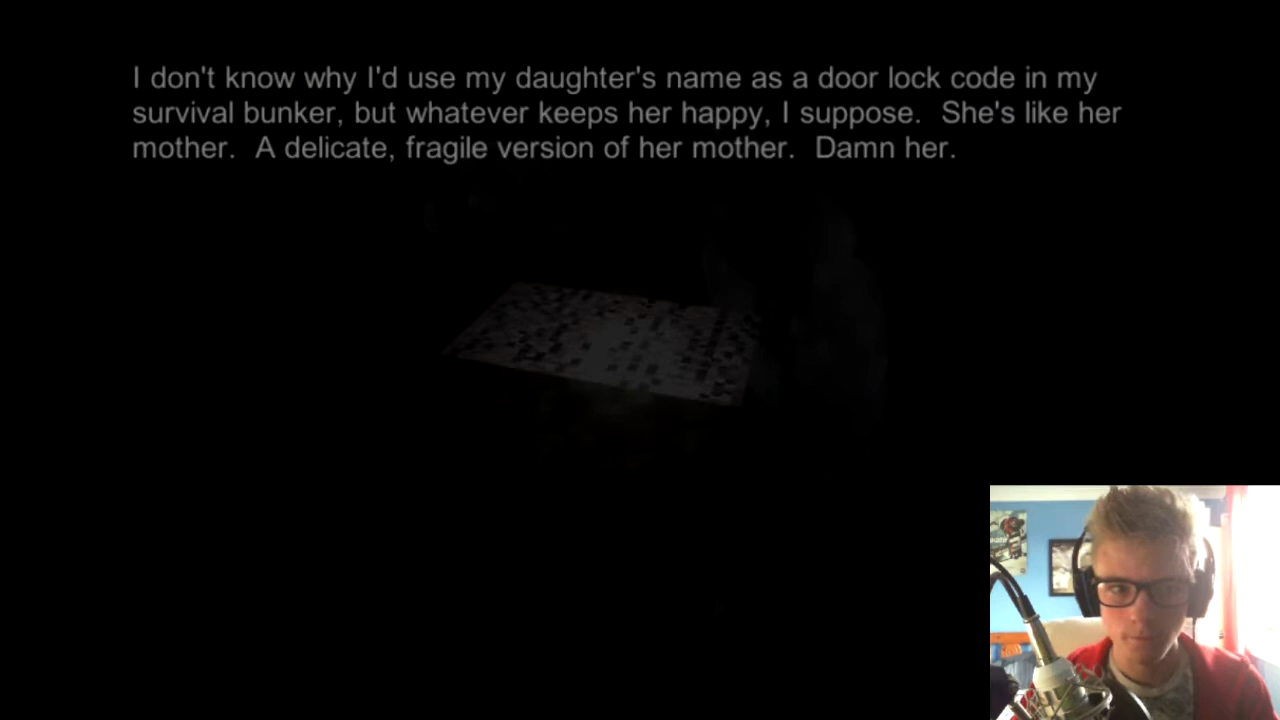 I don't know why I'd use my daughter's name as a door lock code in my
survival bunker, but whatever keeps her happy, I suppose.  She's like her
mother.  A delicate, fragile version of her mother.  Damn her.